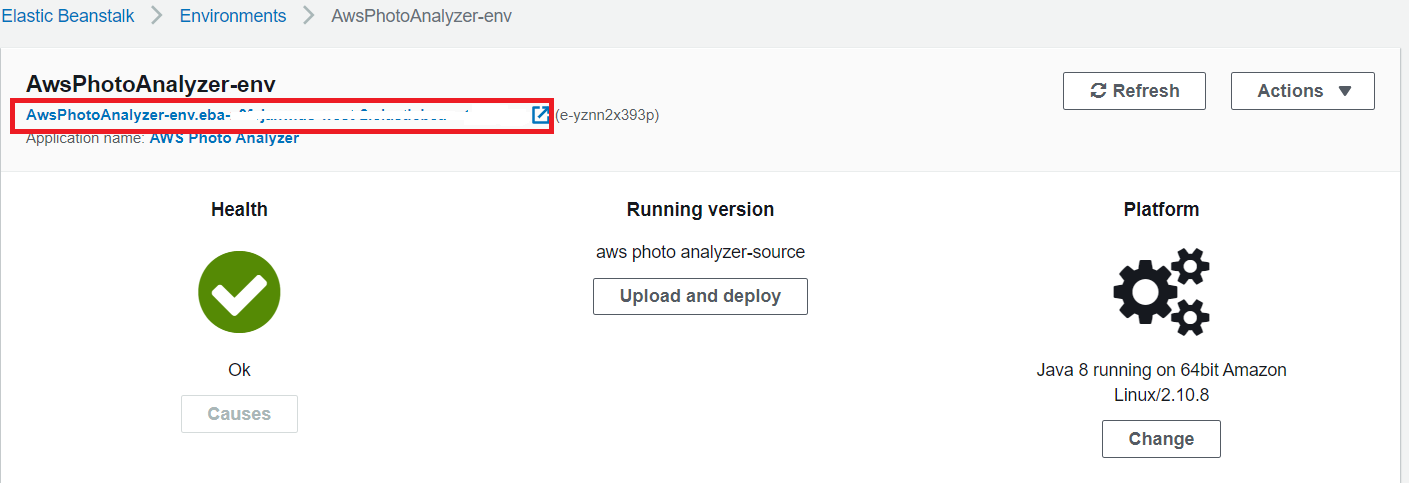 Elastic Beanstalk > Environments > AwsPhotoAnalyzer-env
AwsPhotoAnalyzer-env
Refresh
Actions
AwsPhotoAnalyzer-env.eba- (e-yznn2x393p)
Application name: AWS Photo Analyzer
Health
Running version
Platform
aws photo analyzer-source
Upload and deploy
Ok
Java 8 running on 64bit Amazon
Linux/2.10.8
Causes
Change